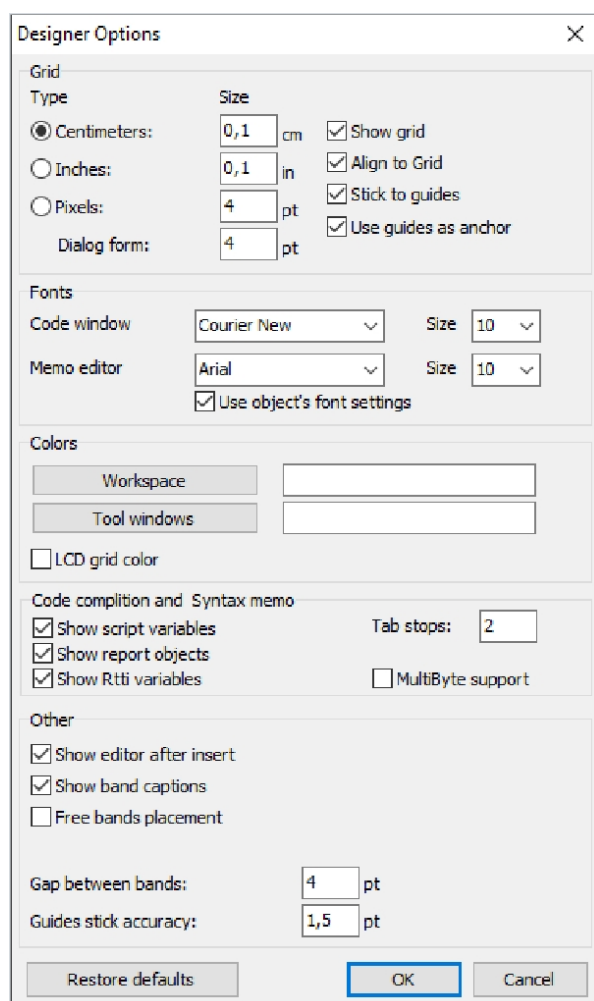 Designer Options
Grid
Type Size
Centimeters: 0,1 cm Show grid
Inches: 0,1 in Align to Grid
Pixels: 4 pt Stick to guides
Dialog form: 4 pt Use guides as anchor
Fonts
Code window Courier New Size 10
Memo editor Arial Size 10
Use object's font settings
Colors
Workspace
Tool windows
LCD grid color
Code complition and Syntax memo
Show script variables Tab stops: 2
Show report objects
Show Rtti variables MultiByte support
Other
Show editor after insert
Show band captions
Free bands placement
Gap between bands: 4 pt
Guides stick accuracy: 1,5 pt
Restore defaults OK Cancel